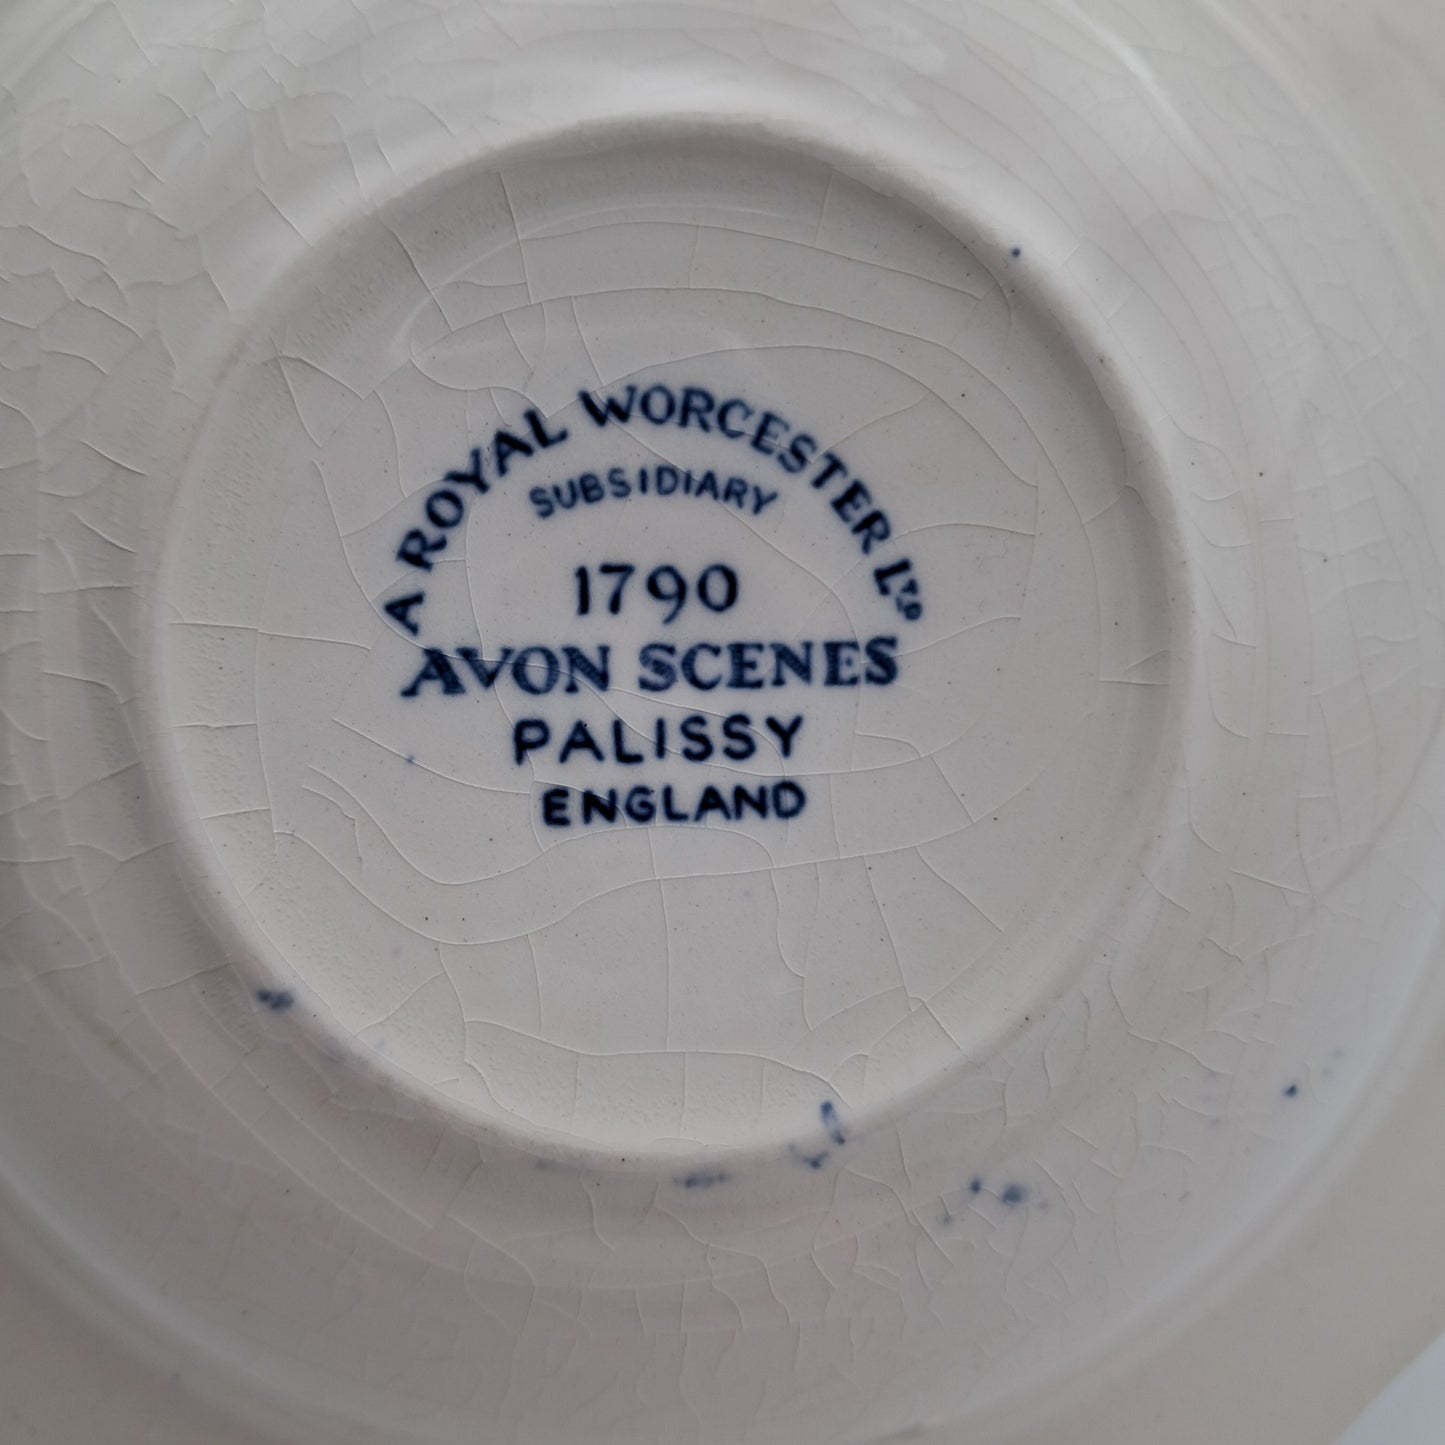 A ROYAL WORCESTER LTD
SUBSIDIARY
1790
AVON SCENES
PALISSY
ENGLAND